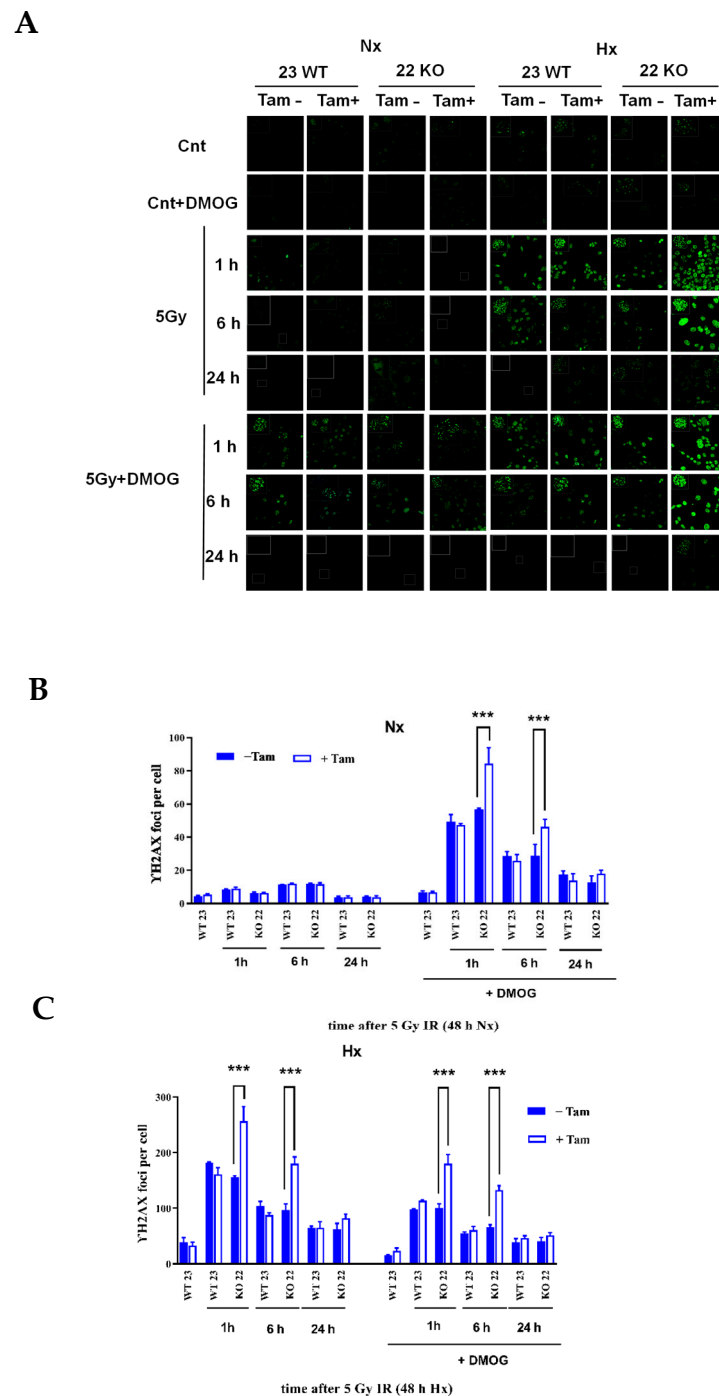 A
Nx Hx
23 WT 22 KO 23 WT 22 KO
Tam - Tam+ Tam - Tam+ Tam - Tam+ Tam - Tam+
Cnt
Cnt+DMOG
1 h
5Gy 6 h
24 h
1 h
5Gy+DMOG 6 h
24 h
B
Nx
*** ***
–Tam + Tam
100
80
60
40
20
0
ƳH2AX foci per cell
WT 23 WT 23 KO 22 WT 23 KO 22 WT 23 KO 22 WT 23 WT 23 KO 22 WT 23 KO 22 WT 23 KO 22
1h 6 h 24 h 1h 6 h 24 h
+ DMOG
time after 5 Gy IR (48 h Nx)
C
Hx
*** *** *** ***
– Tam
+ Tam
300
200
100
0
ƳH2AX foci per cell
WT 23 WT 23 KO 22 WT 23 KO 22 WT 23 KO 22 WT 23 WT 23 KO 22 WT 23 KO 22 WT 23 KO 22
1h 6 h 24 h 1h 6 h 24 h
+ DMOG
time after 5 Gy IR (48 h Hx)